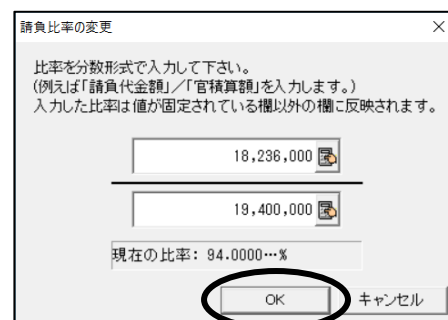 請負比率の変更
比率を分数形式で入力して下さい。
(例えば「請負代金額」／「官積算額」を入力します。)
入力した比率は値が固定されている欄以外の欄に反映されます。
18,236,000
19,400,000
現在の比率: 94.0000…%
OK
キャンセル